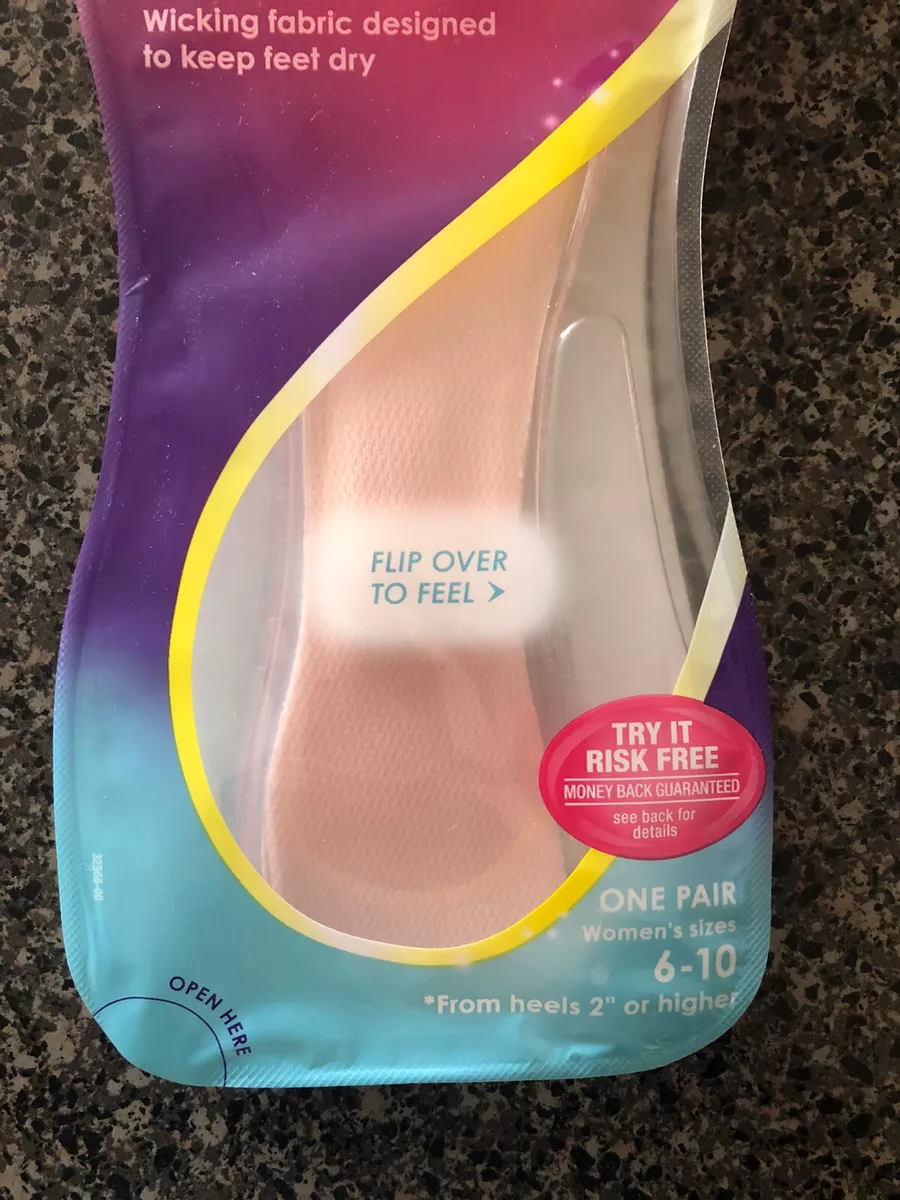 Wicking fabric designed
to keep feet dry
FLIP OVER
TO FEEL >
TRY IT
RISK FREE
MONEY BACK GUARANTEED
see back for
details
ONE PAIR
Women's sizes
6-10
*From heels 2" or higher
OPEN HERE